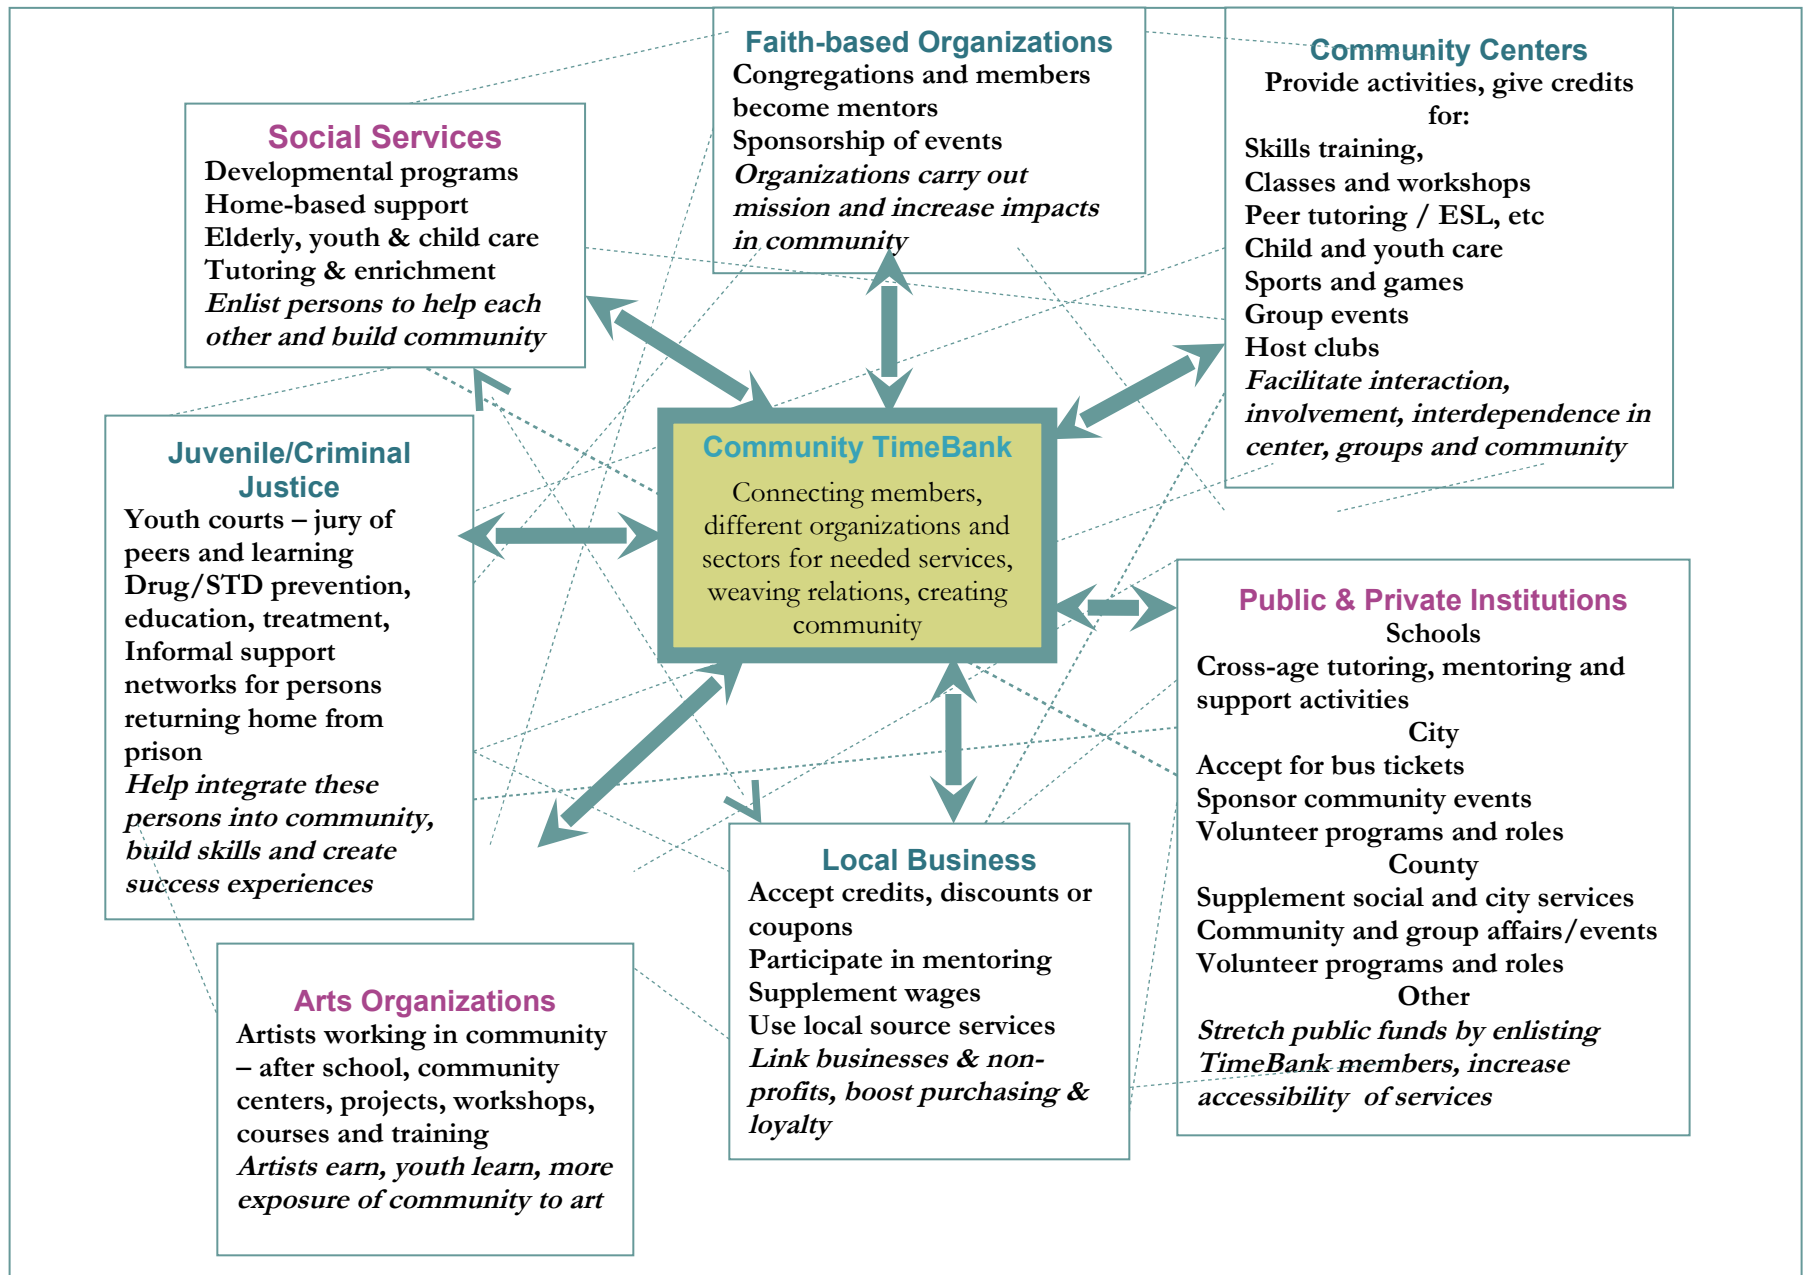 Faith-based Organizations
Congregations and members
become mentors
Sponsorship of events
Organizations carry out
mission and increase impacts
in community
Community Centers
Provide activities, give credits
for:
Skills training,
Classes and workshops
Peer tutoring / ESL, etc
Child and youth care
Sports and games
Group events
Host clubs
Facilitate interaction,
involvement, interdependence in
center, groups and community
Social Services
Developmental programs
Home-based support
Elderly, youth & child care
Tutoring & enrichment
Enlist persons to help each
other and build community
Juvenile/Criminal
Justice
Youth courts – jury of
peers and learning
Drug/STD prevention,
education, treatment,
Informal support
networks for persons
returning home from
prison
Help integrate these
persons into community,
build skills and create
success experiences
Community TimeBank
Connecting members,
different organizations and
sectors for needed services,
weaving relations, creating
community
Public & Private Institutions
Schools
Cross-age tutoring, mentoring and
support activities
City
Accept for bus tickets
Sponsor community events
Volunteer programs and roles
County
Supplement social and city services
Community and group affairs/events
Volunteer programs and roles
Other
Stretch public funds by enlisting
TimeBank members, increase
accessibility of services
Local Business
Accept credits, discounts or
coupons
Participate in mentoring
Supplement wages
Use local source services
Link businesses & non-
profits, boost purchasing &
loyalty
Arts Organizations
Artists working in community
– after school, community
centers, projects, workshops,
courses and training
Artists earn, youth learn, more
exposure of community to art